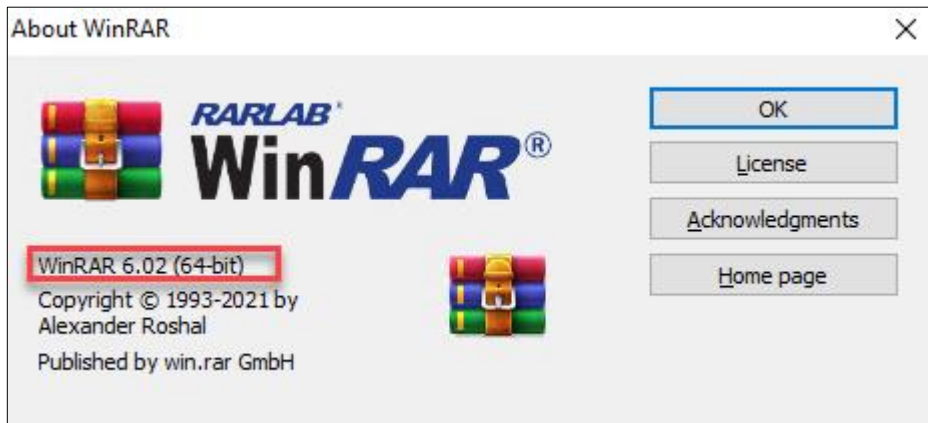 About WinRAR
RARLAB®
WinRAR®
WinRAR 6.02 (64-bit)
Copyright © 1993-2021 by
Alexander Roshal
Published by win.rar GmbH
OK
License
Acknowledgments
Home page